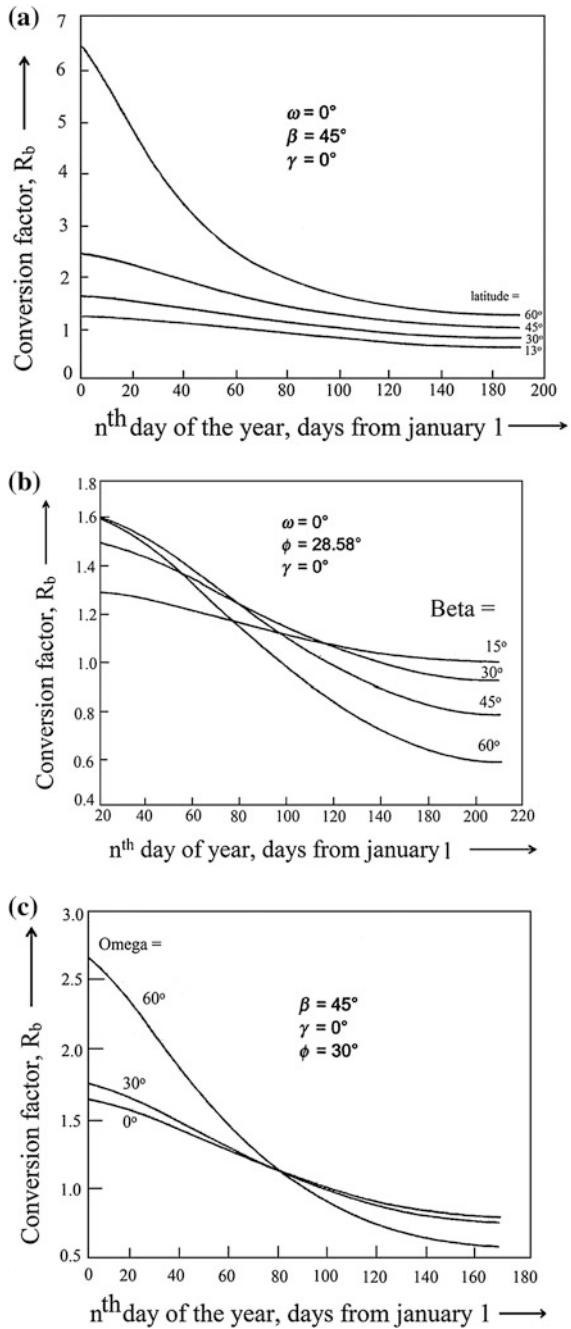 (a)
7
6
5
4
3
2
1
0
Conversion factor, R_b
ω = 0°
β = 45°
γ = 0°
latitude =
60°
45°
30°
13°
0 20 40 60 80 100 120 140 160 180 200
n^th day of the year, days from january 1
(b)
1.8
1.6
1.4
1.2
1.0
0.8
0.6
0.4
Conversion factor, R_b
ω = 0°
ϕ = 28.58°
γ = 0°
Beta =
15°
30°
45°
60°
20 40 60 80 100 120 140 160 180 200 220
n^th day of year, days from january 1
(c)
3.0
2.5
2.0
1.5
1.0
0.5
Conversion factor, R_b
Omega =
60°
30°
0°
β = 45°
γ = 0°
ϕ = 30°
0 20 40 60 80 100 120 140 160 180
n^th day of the year, days from january 1